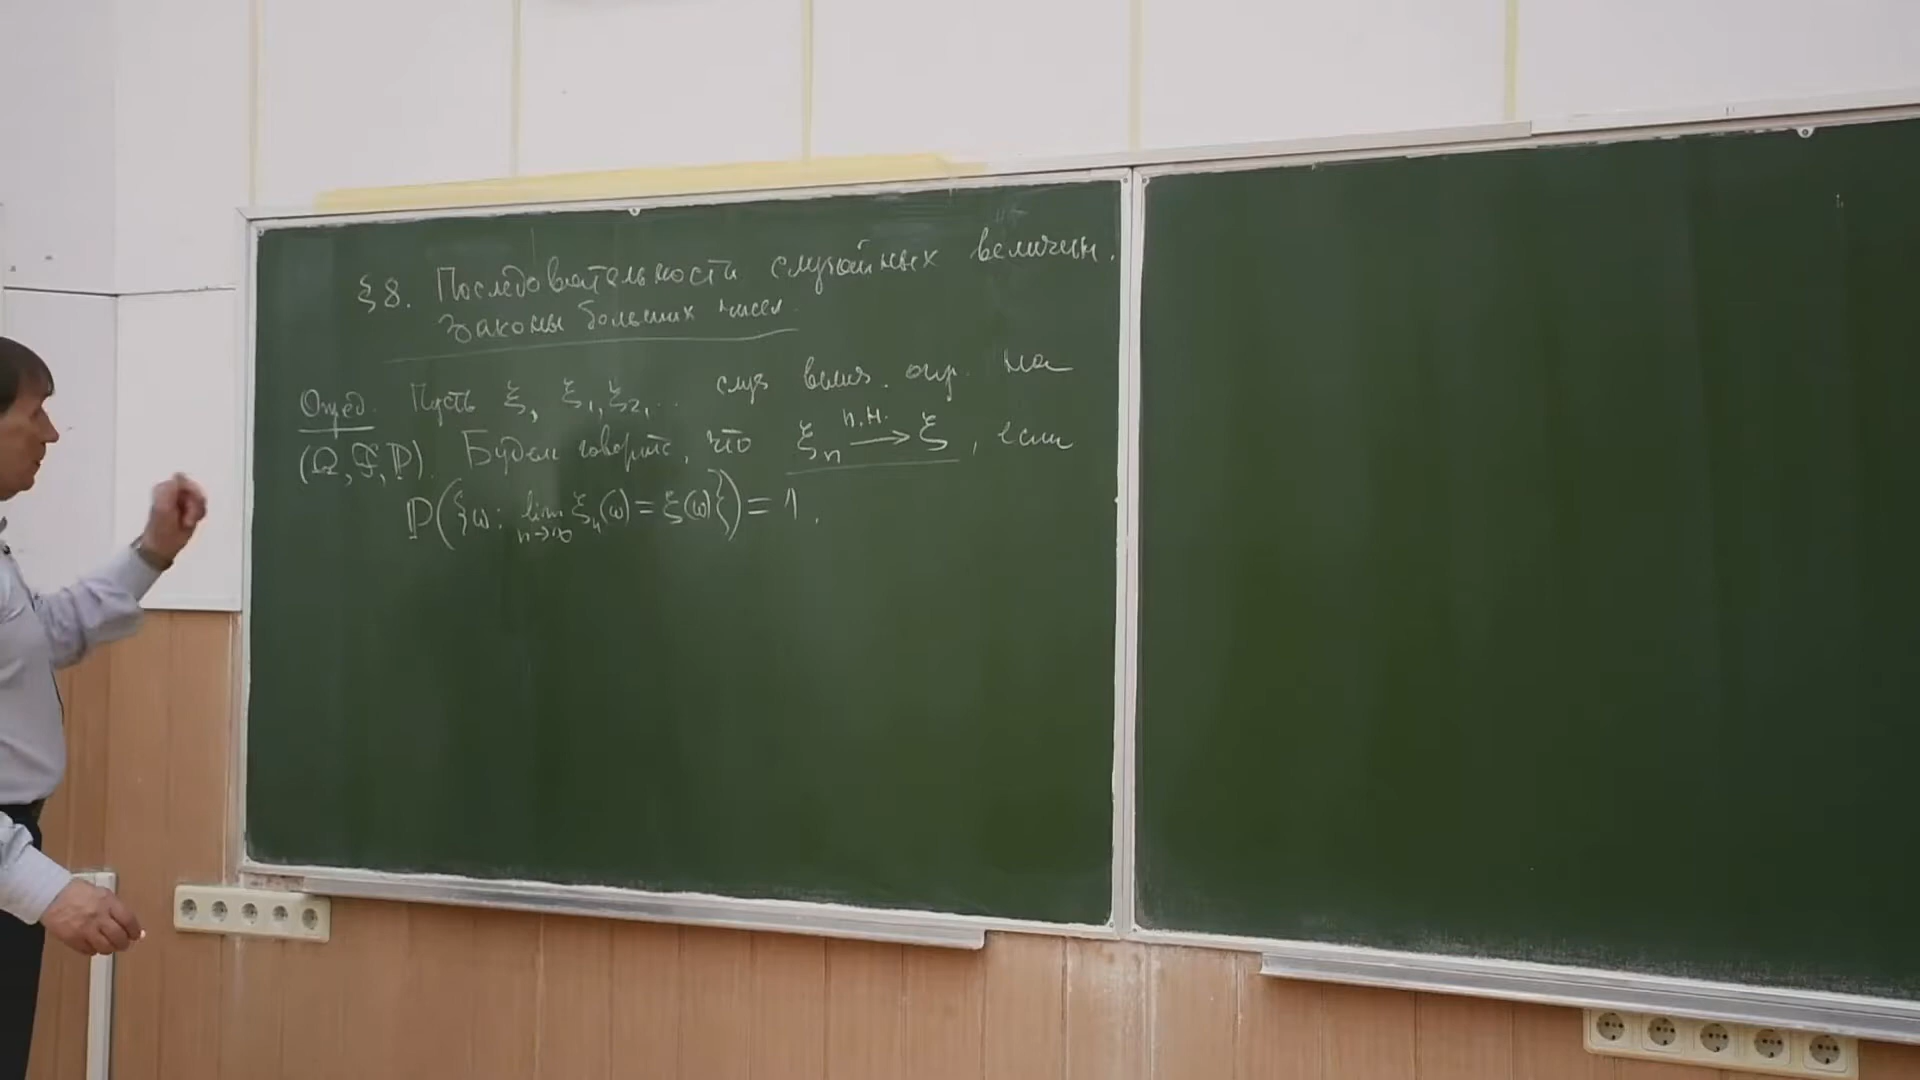 § 8. Последовательности случайных величин.
Законы больших чисел.
Опред. Пусть ξ, ξ₁, ξ₂, ... случ велич. опр. на
(Ω, ℱ, ℙ). Будем говорить, что ξₙ п.н.→ ξ, если
ℙ({ω: lim n→∞ ξₙ(ω) = ξ(ω)}) = 1.